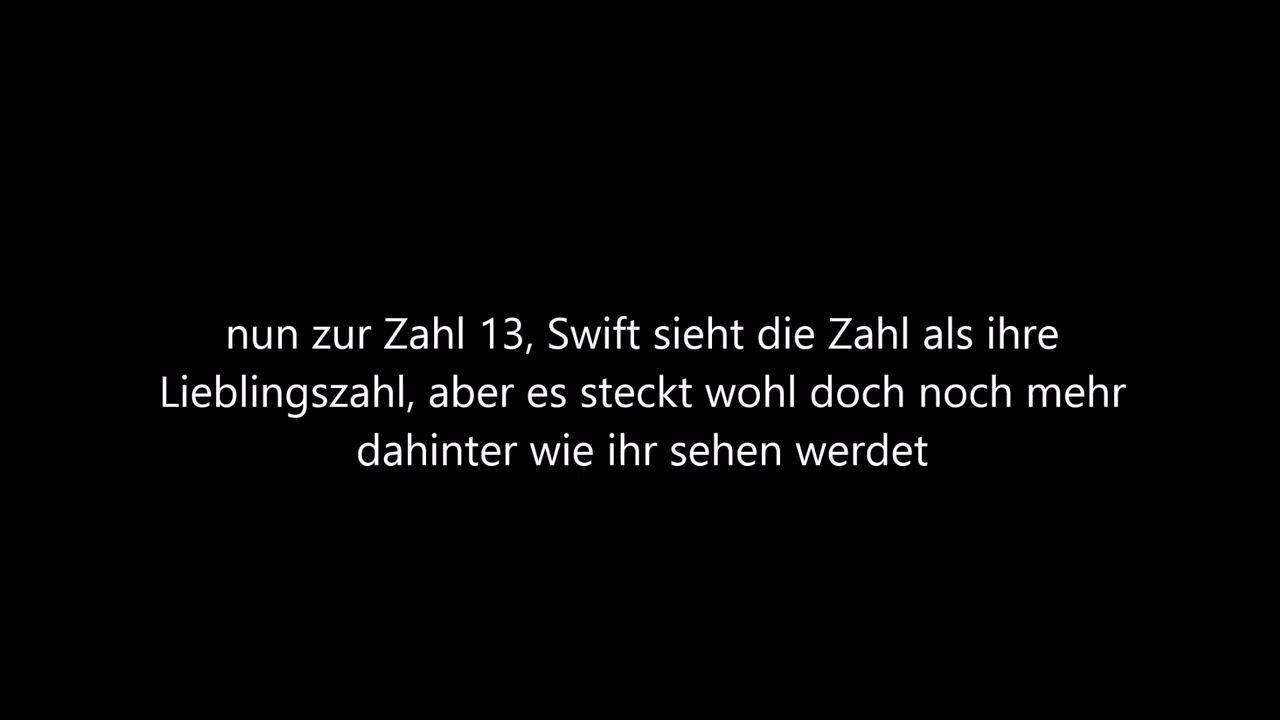 nun zur Zahl 13, Swift sieht die Zahl als ihre
Lieblingszahl, aber es steckt wohl doch noch mehr
dahinter wie ihr sehen werdet